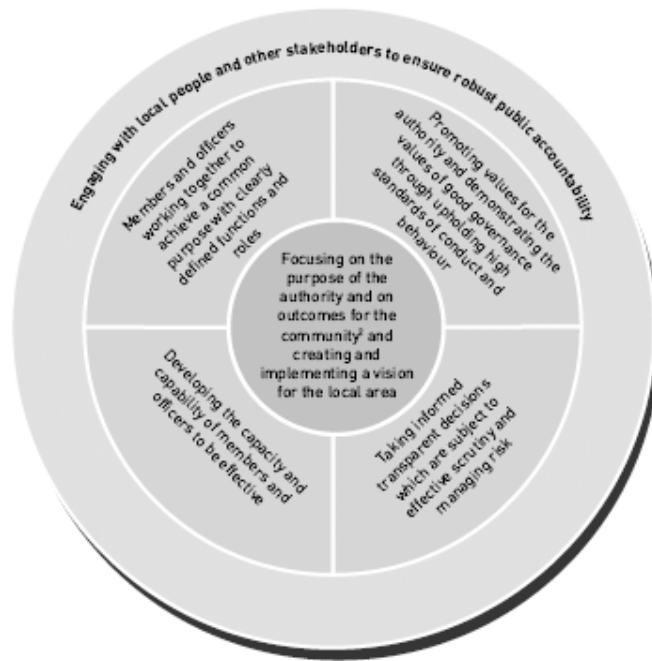 Engaging with local people and other stakeholders to ensure robust public accountability
Members and officers
working together to
achieve a common
purpose with clearly
defined functions and
roles
Promoting values for the
authority and demonstrating the
values of good governance
through upholding high
standards of conduct and
behaviour
Focusing on the
purpose of the
authority and on
outcomes for the
community² and
creating and
implementing a vision
for the local area
Developing the capacity and
capability of members and
officers to be effective
Taking informed
transparent decisions
which are subject to
effective scrutiny and
managing risk